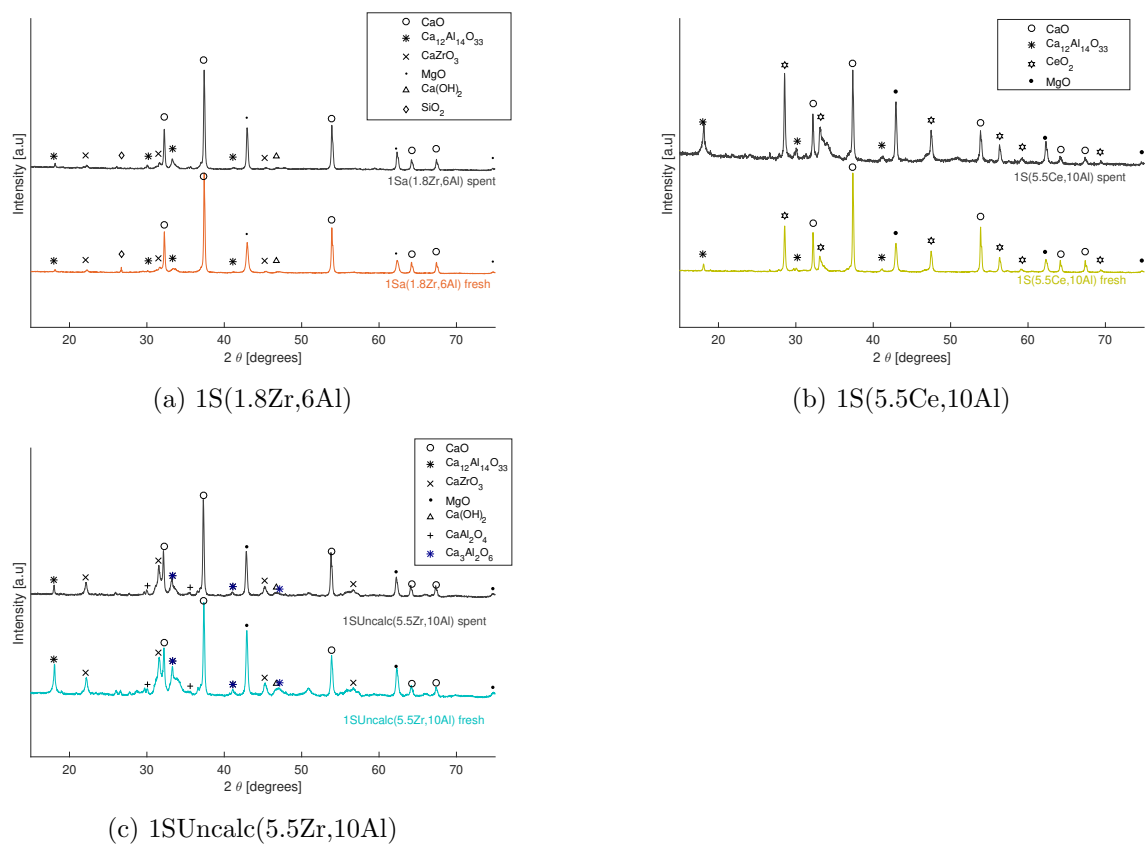 CaO
Ca₁₂Al₁₄O₃₃
CaZrO₃
MgO
Ca(OH)₂
SiO₂
Intensity [a.u]
1Sa(1.8Zr,6Al) spent
1Sa(1.8Zr,6Al) fresh
20 30 40 50 60 70
2 θ [degrees]
(a) 1S(1.8Zr,6Al)
CaO
Ca₁₂Al₁₄O₃₃
CeO₂
MgO
Intensity [a.u]
1S(5.5Ce,10Al) spent
1S(5.5Ce,10Al) fresh
20 30 40 50 60 70
2 θ [degrees]
(b) 1S(5.5Ce,10Al)
CaO
Ca₁₂Al₁₄O₃₃
CaZrO₃
MgO
Ca(OH)₂
CaAl₂O₄
Ca₃Al₂O₆
Intensity [a.u]
1SUncalc(5.5Zr,10Al) spent
1SUncalc(5.5Zr,10Al) fresh
20 30 40 50 60 70
2 θ [degrees]
(c) 1SUncalc(5.5Zr,10Al)